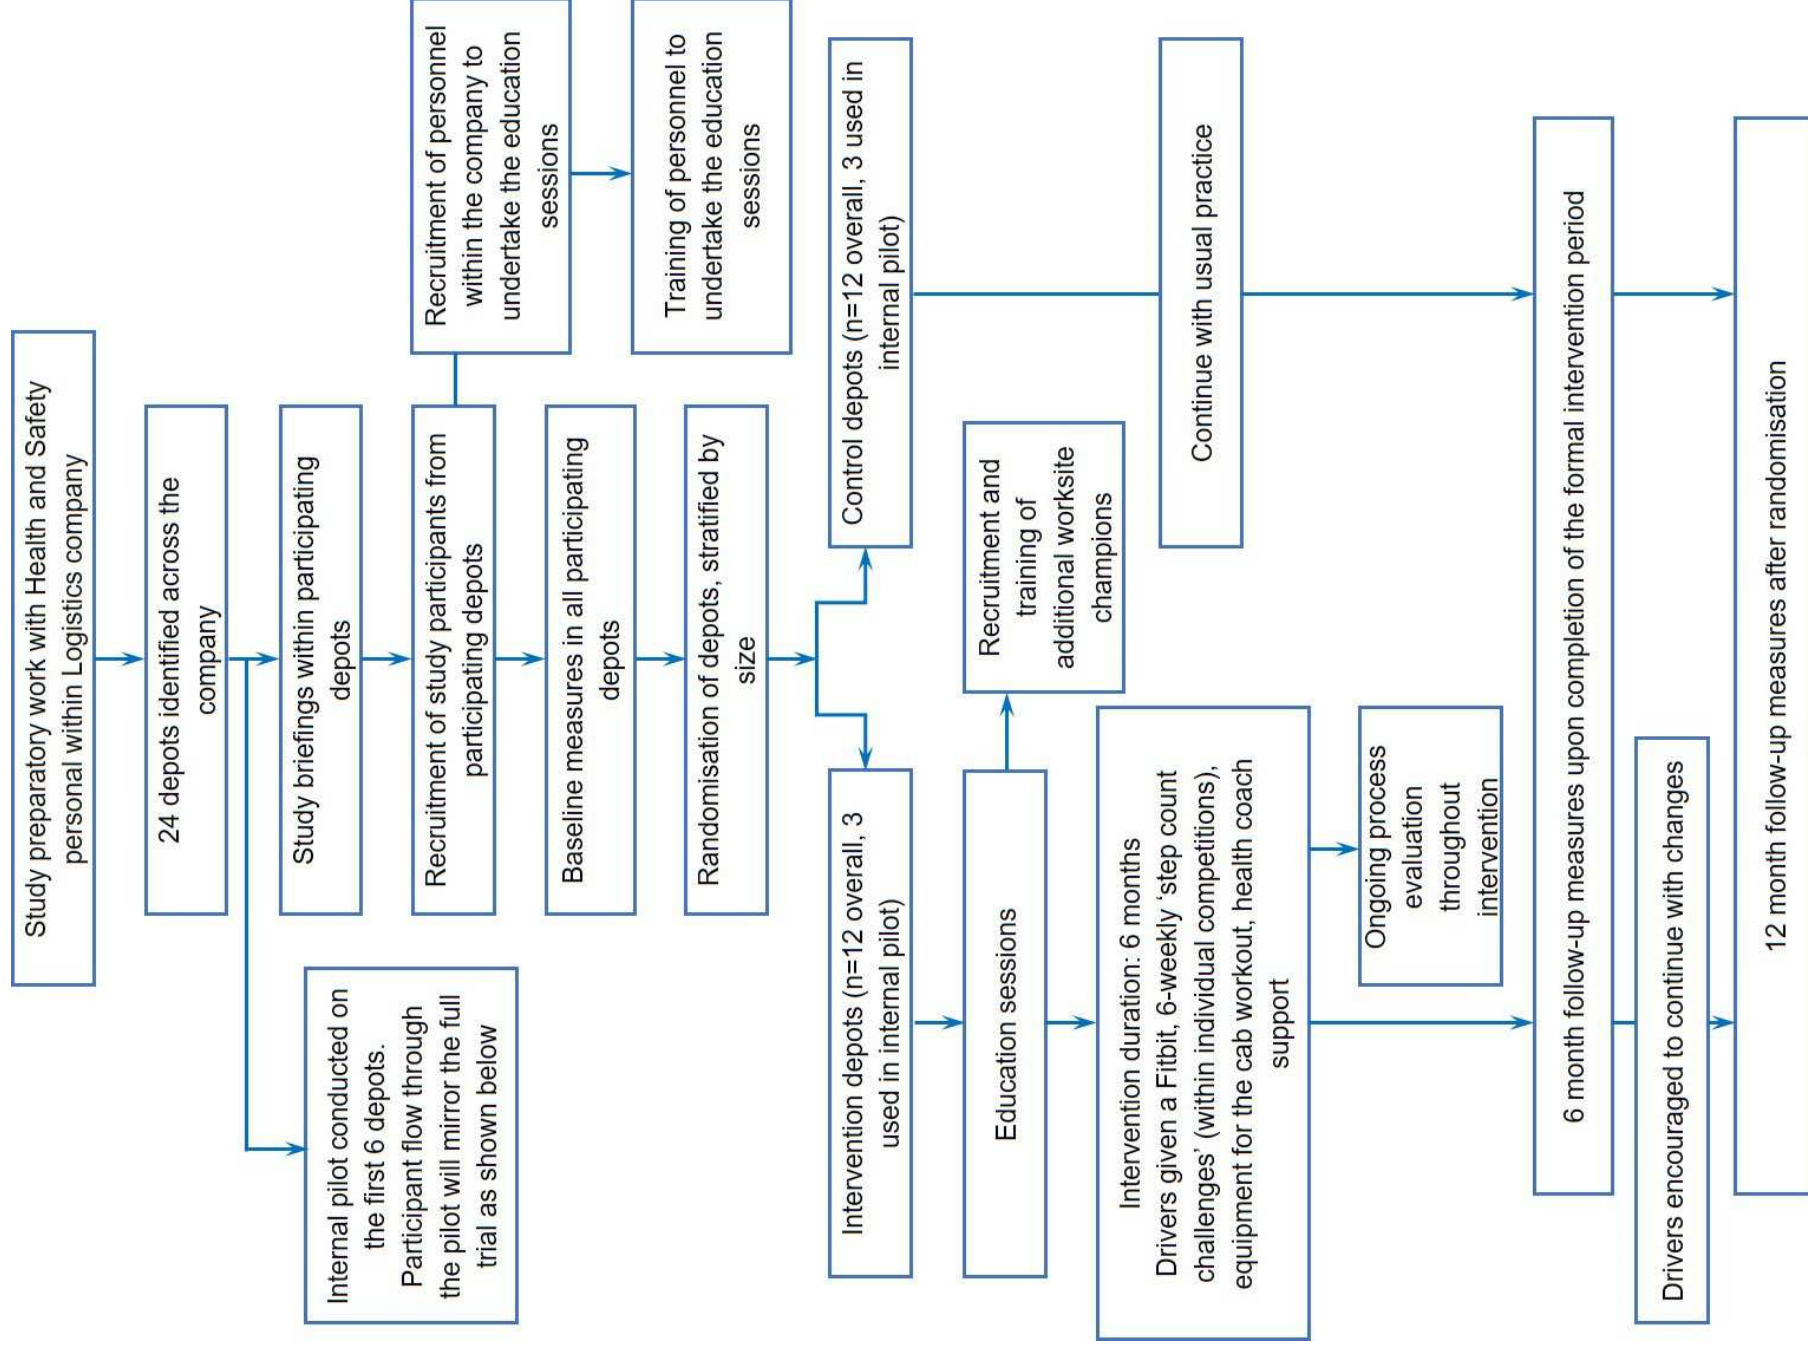 Study preparatory work with Health and Safety
personal within Logistics company
24 depots identified across the
company
Internal pilot conducted on
the first 6 depots.
Participant flow through
the pilot will mirror the full
trial as shown below
Study briefings within participating
depots
Recruitment of study participants from
participating depots
Recruitment of personnel
within the company to
undertake the education
sessions
Training of personnel to
undertake the education
sessions
Baseline measures in all participating
depots
Randomisation of depots, stratified by
size
Intervention depots (n=12 overall, 3
used in internal pilot)
Control depots (n=12 overall, 3 used in
internal pilot)
Education sessions
Recruitment and
training of
additional worksite
champions
Intervention duration: 6 months
Drivers given a Fitbit, 6-weekly ‘step count
challenges’ (within individual competitions),
equipment for the cab workout, health coach
support
Continue with usual practice
Ongoing process
evaluation
throughout
intervention
6 month follow-up measures upon completion of the formal intervention period
Drivers encouraged to continue with changes
12 month follow-up measures after randomisation